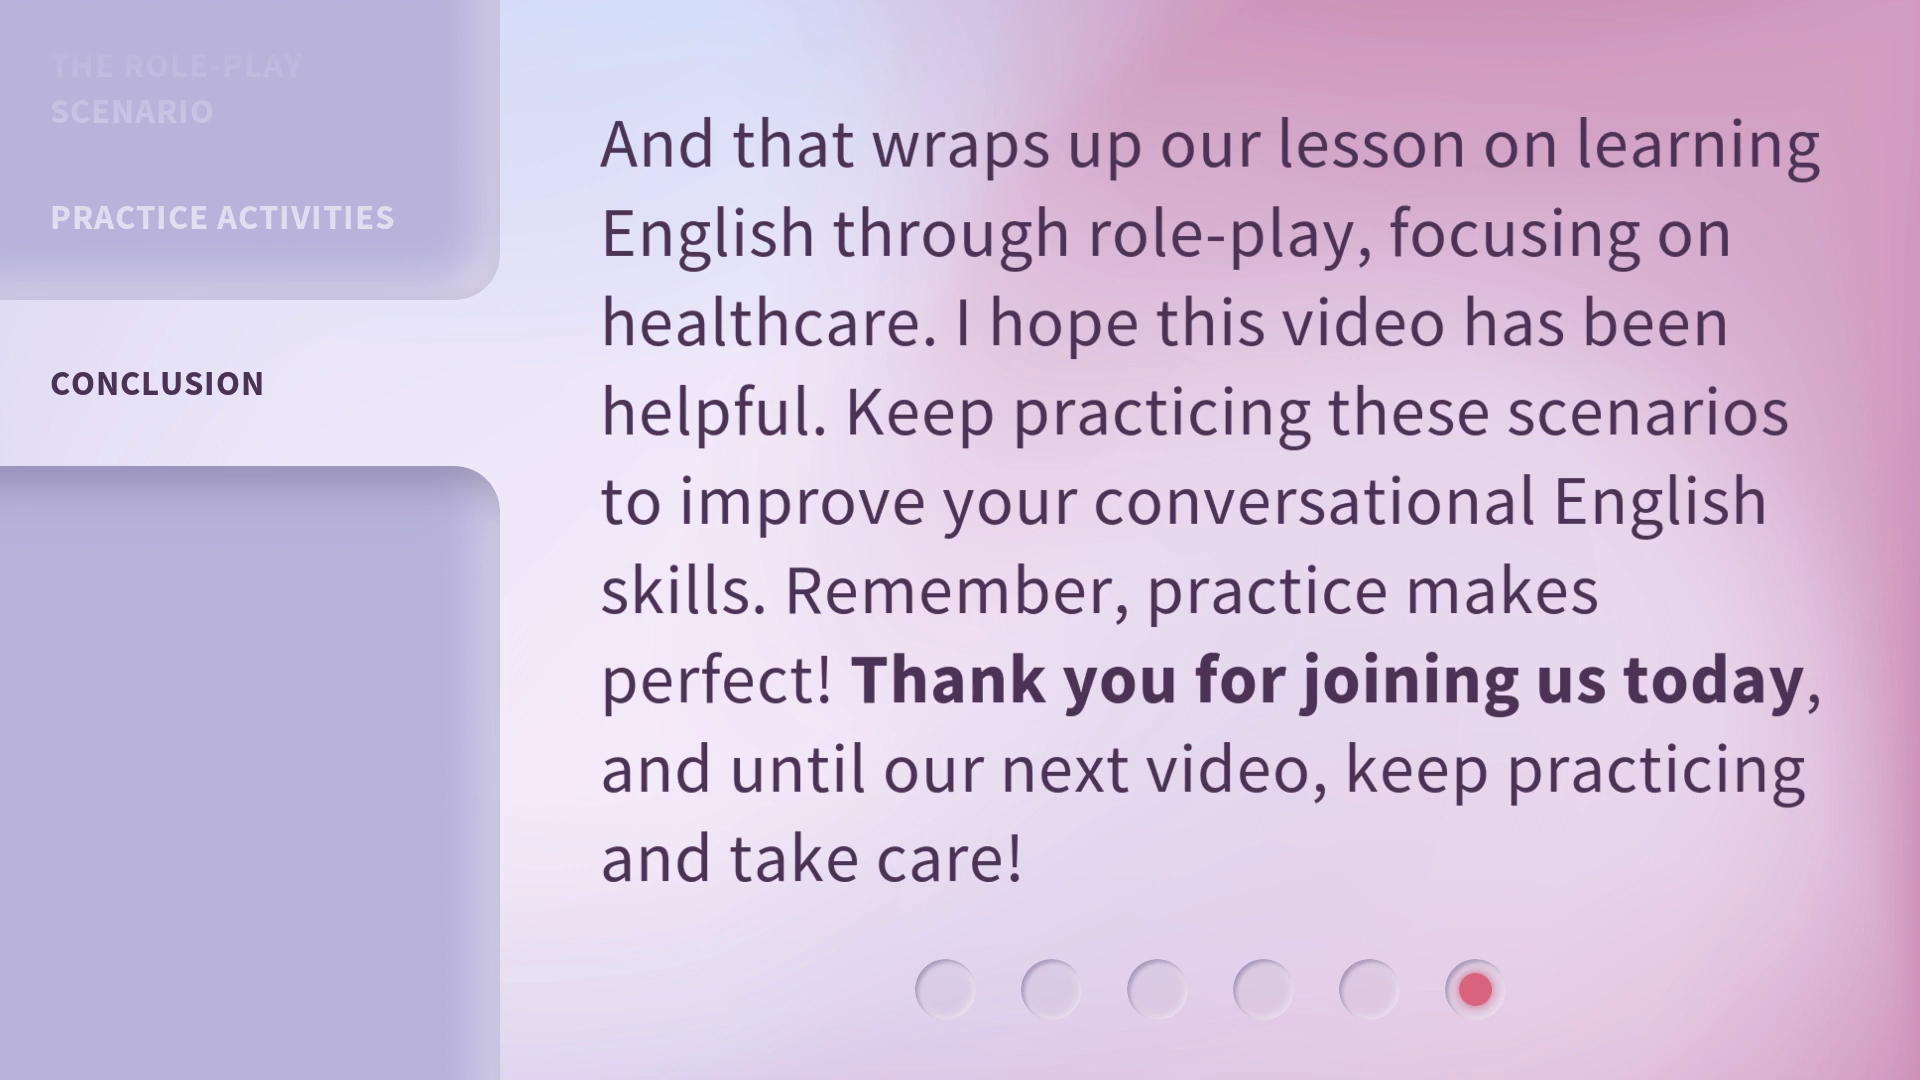 THE ROLE-PLAY
SCENARIO
PRACTICE ACTIVITIES
CONCLUSION
And that wraps up our lesson on learning
English through role-play, focusing on
healthcare. I hope this video has been
helpful. Keep practicing these scenarios
to improve your conversational English
skills. Remember, practice makes
perfect! Thank you for joining us today,
and until our next video, keep practicing
and take care!